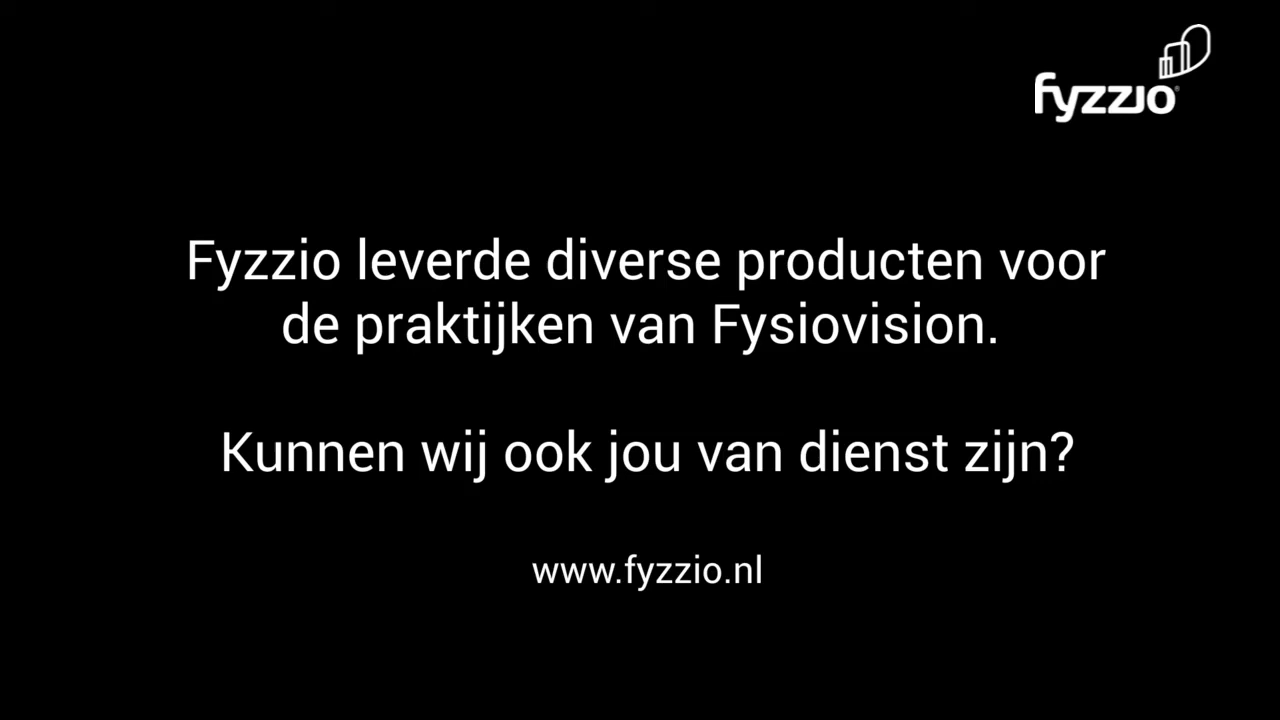 fyzzio®
Fyzzio leverde diverse producten voor
de praktijken van Fysiovision.
Kunnen wij ook jou van dienst zijn?
www.fyzzio.nl